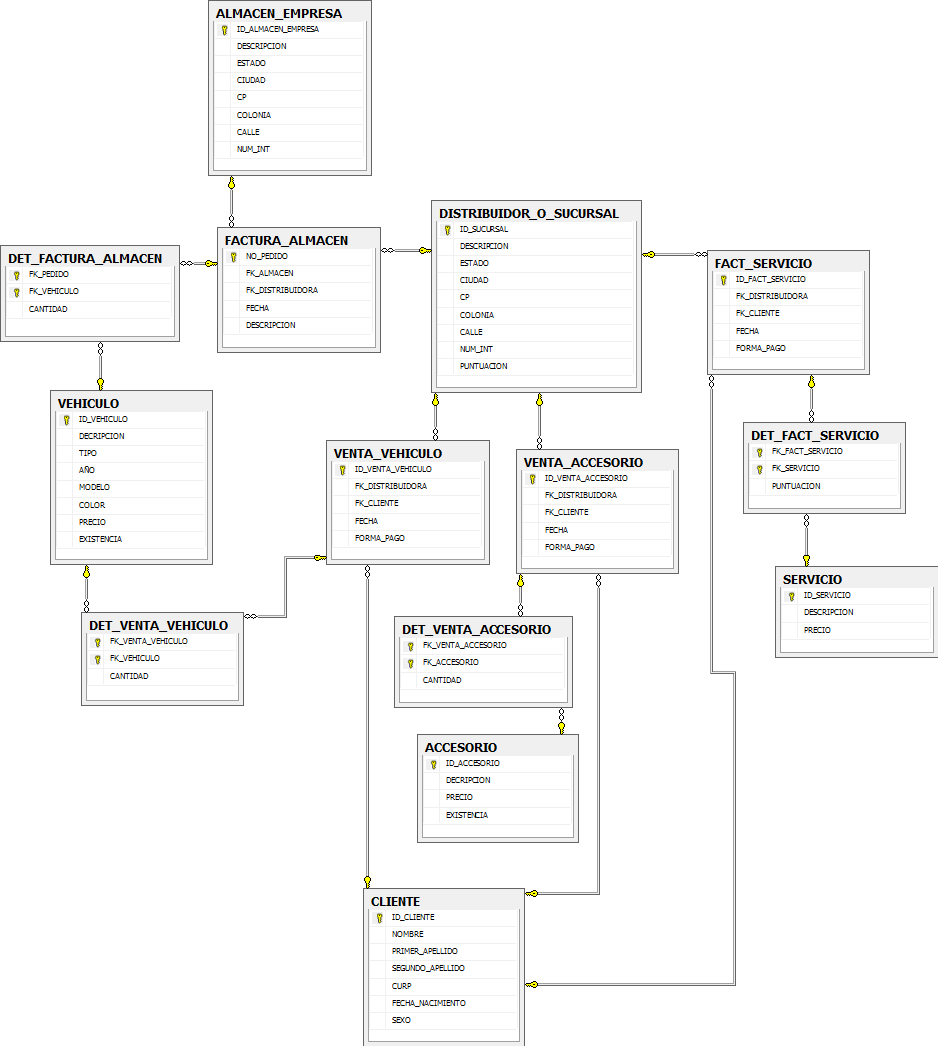 ALMACEN_EMPRESA
ID_ALMACEN_EMPRESA
DESCRIPCION
ESTADO
CIUDAD
CP
COLONIA
CALLE
NUM_INT
DISTRIBUIDOR_O_SUCURSAL
ID_SUCURSAL
DESCRIPCION
ESTADO
CIUDAD
CP
COLONIA
CALLE
NUM_INT
PUNTUACION
FACTURA_ALMACEN
NO_PEDIDO
FK_ALMACEN
FK_DISTRIBUIDORA
FECHA
DESCRIPCION
DET_FACTURA_ALMACEN
FK_PEDIDO
FK_VEHICULO
CANTIDAD
FACT_SERVICIO
ID_FACT_SERVICIO
FK_DISTRIBUIDORA
FK_CLIENTE
FECHA
FORMA_PAGO
VEHICULO
ID_VEHICULO
DECRIPCION
TIPO
AÑO
MODELO
COLOR
PRECIO
EXISTENCIA
VENTA_VEHICULO
ID_VENTA_VEHICULO
FK_DISTRIBUIDORA
FK_CLIENTE
FECHA
FORMA_PAGO
VENTA_ACCESORIO
ID_VENTA_ACCESORIO
FK_DISTRIBUIDORA
FK_CLIENTE
FECHA
FORMA_PAGO
DET_FACT_SERVICIO
FK_FACT_SERVICIO
FK_SERVICIO
PUNTUACION
SERVICIO
ID_SERVICIO
DESCRIPCION
PRECIO
DET_VENTA_VEHICULO
FK_VENTA_VEHICULO
FK_VEHICULO
CANTIDAD
DET_VENTA_ACCESORIO
FK_VENTA_ACCESORIO
FK_ACCESORIO
CANTIDAD
ACCESORIO
ID_ACCESORIO
DECRIPCION
PRECIO
EXISTENCIA
CLIENTE
ID_CLIENTE
NOMBRE
PRIMER_APELLIDO
SEGUNDO_APELLIDO
CURP
FECHA_NACIMIENTO
SEXO